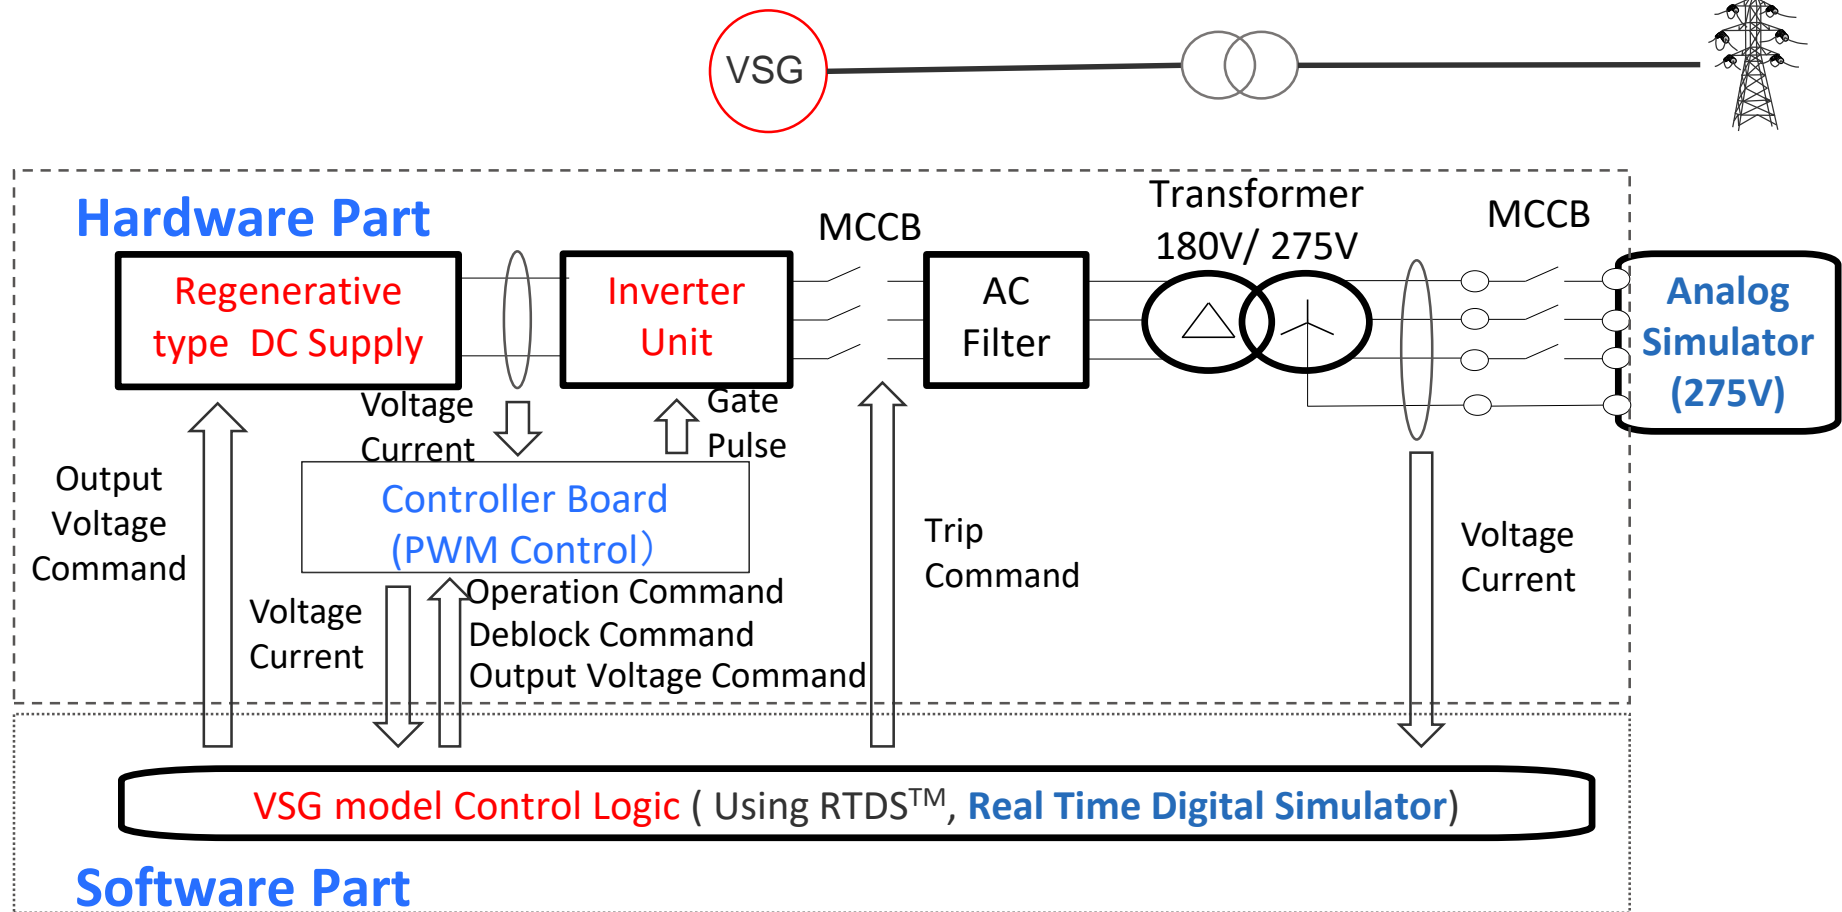 VSG
Hardware Part
MCCB
Transformer
180V/ 275V
MCCB
Regenerative
type  DC Supply
Inverter
Unit
AC
Filter
Analog
Simulator
(275V)
Voltage
Current
Gate
Pulse
Output
Voltage
Command
Controller Board
(PWM Control）
Trip
Command
Voltage
Current
Voltage
Current
Operation Command
Deblock Command
Output Voltage Command
VSG model Control Logic ( Using RTDS™, Real Time Digital Simulator)
Software Part